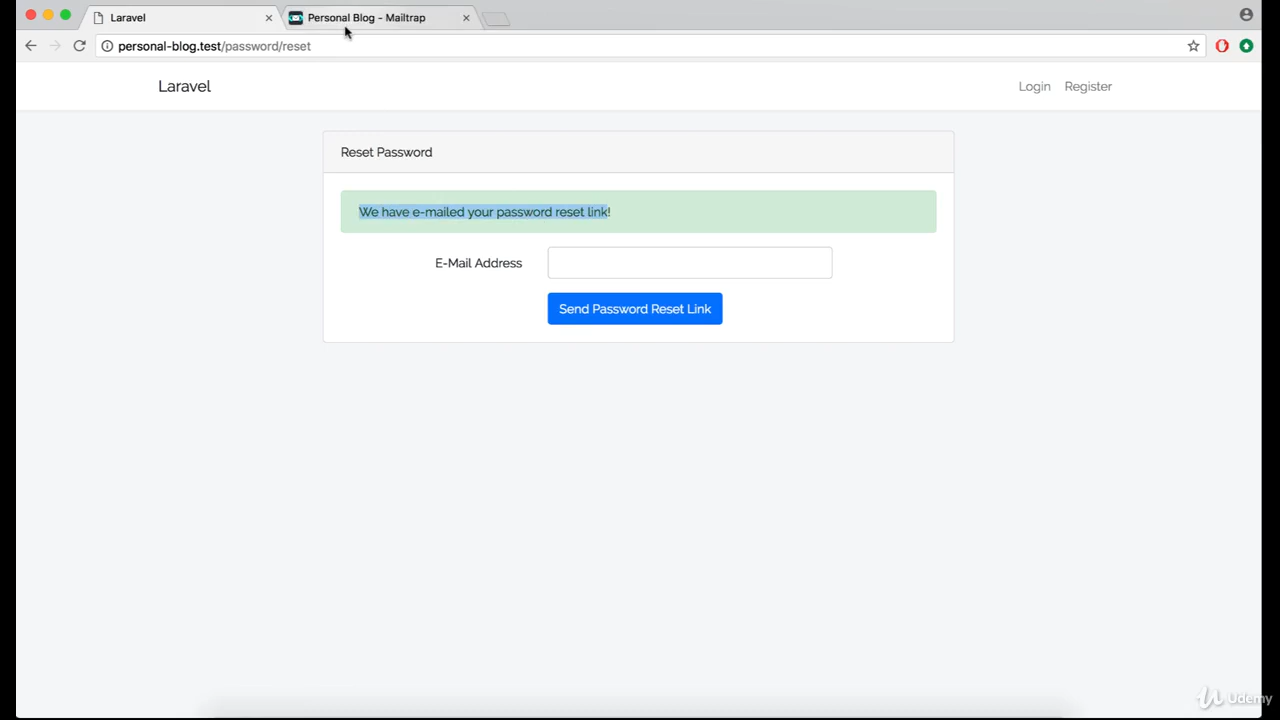 Laravel
Personal Blog - Mailtrap
personal-blog.test/password/reset
Laravel
Login
Register
Reset Password
We have e-mailed your password reset link!
E-Mail Address
Send Password Reset Link
Udemy